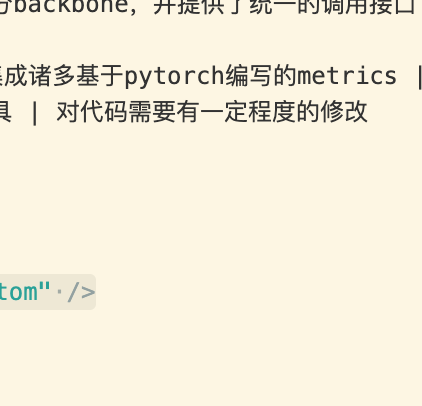 backbone，并提供了统一的调用接口
成诸多基于pytorch编写的metrics |
具 | 对代码需要有一定程度的修改
tom"·/>